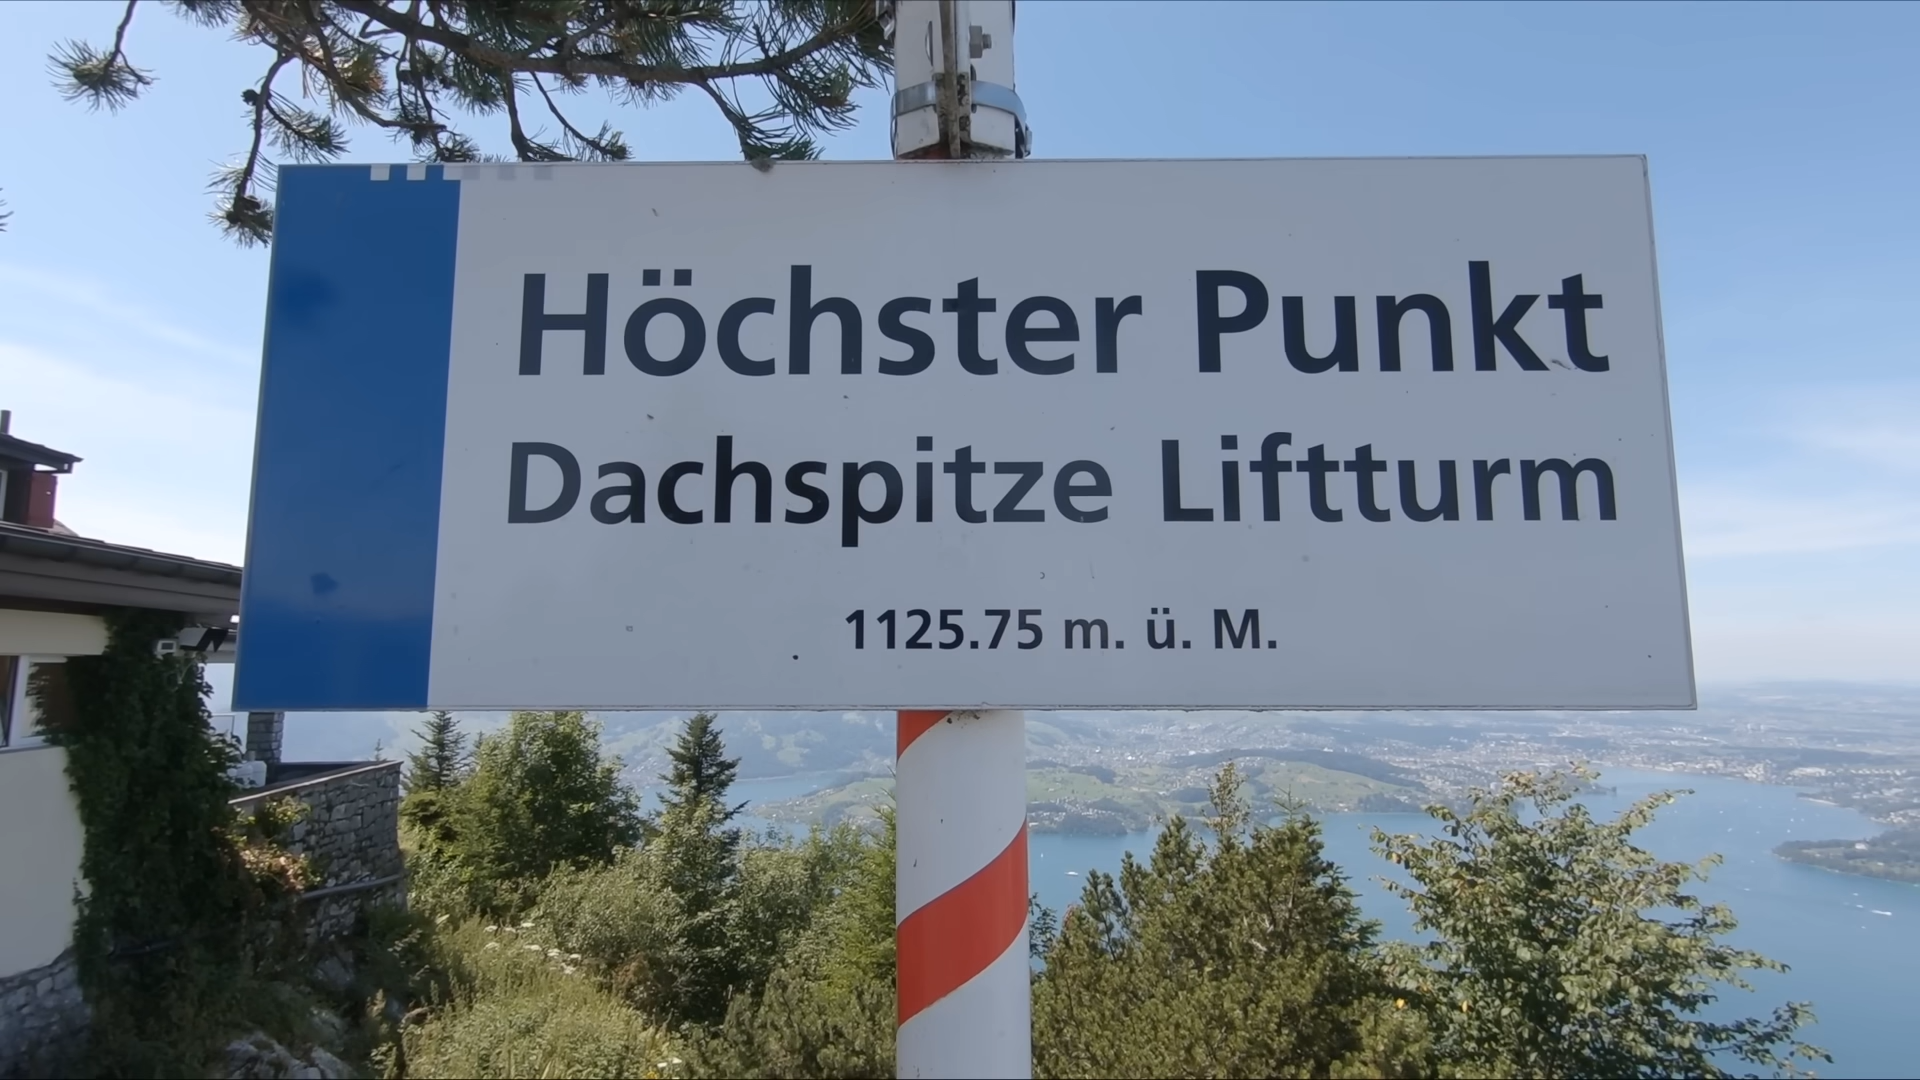 Höchster Punkt
Dachspitze Liftturm
1125.75 m. ü. M.